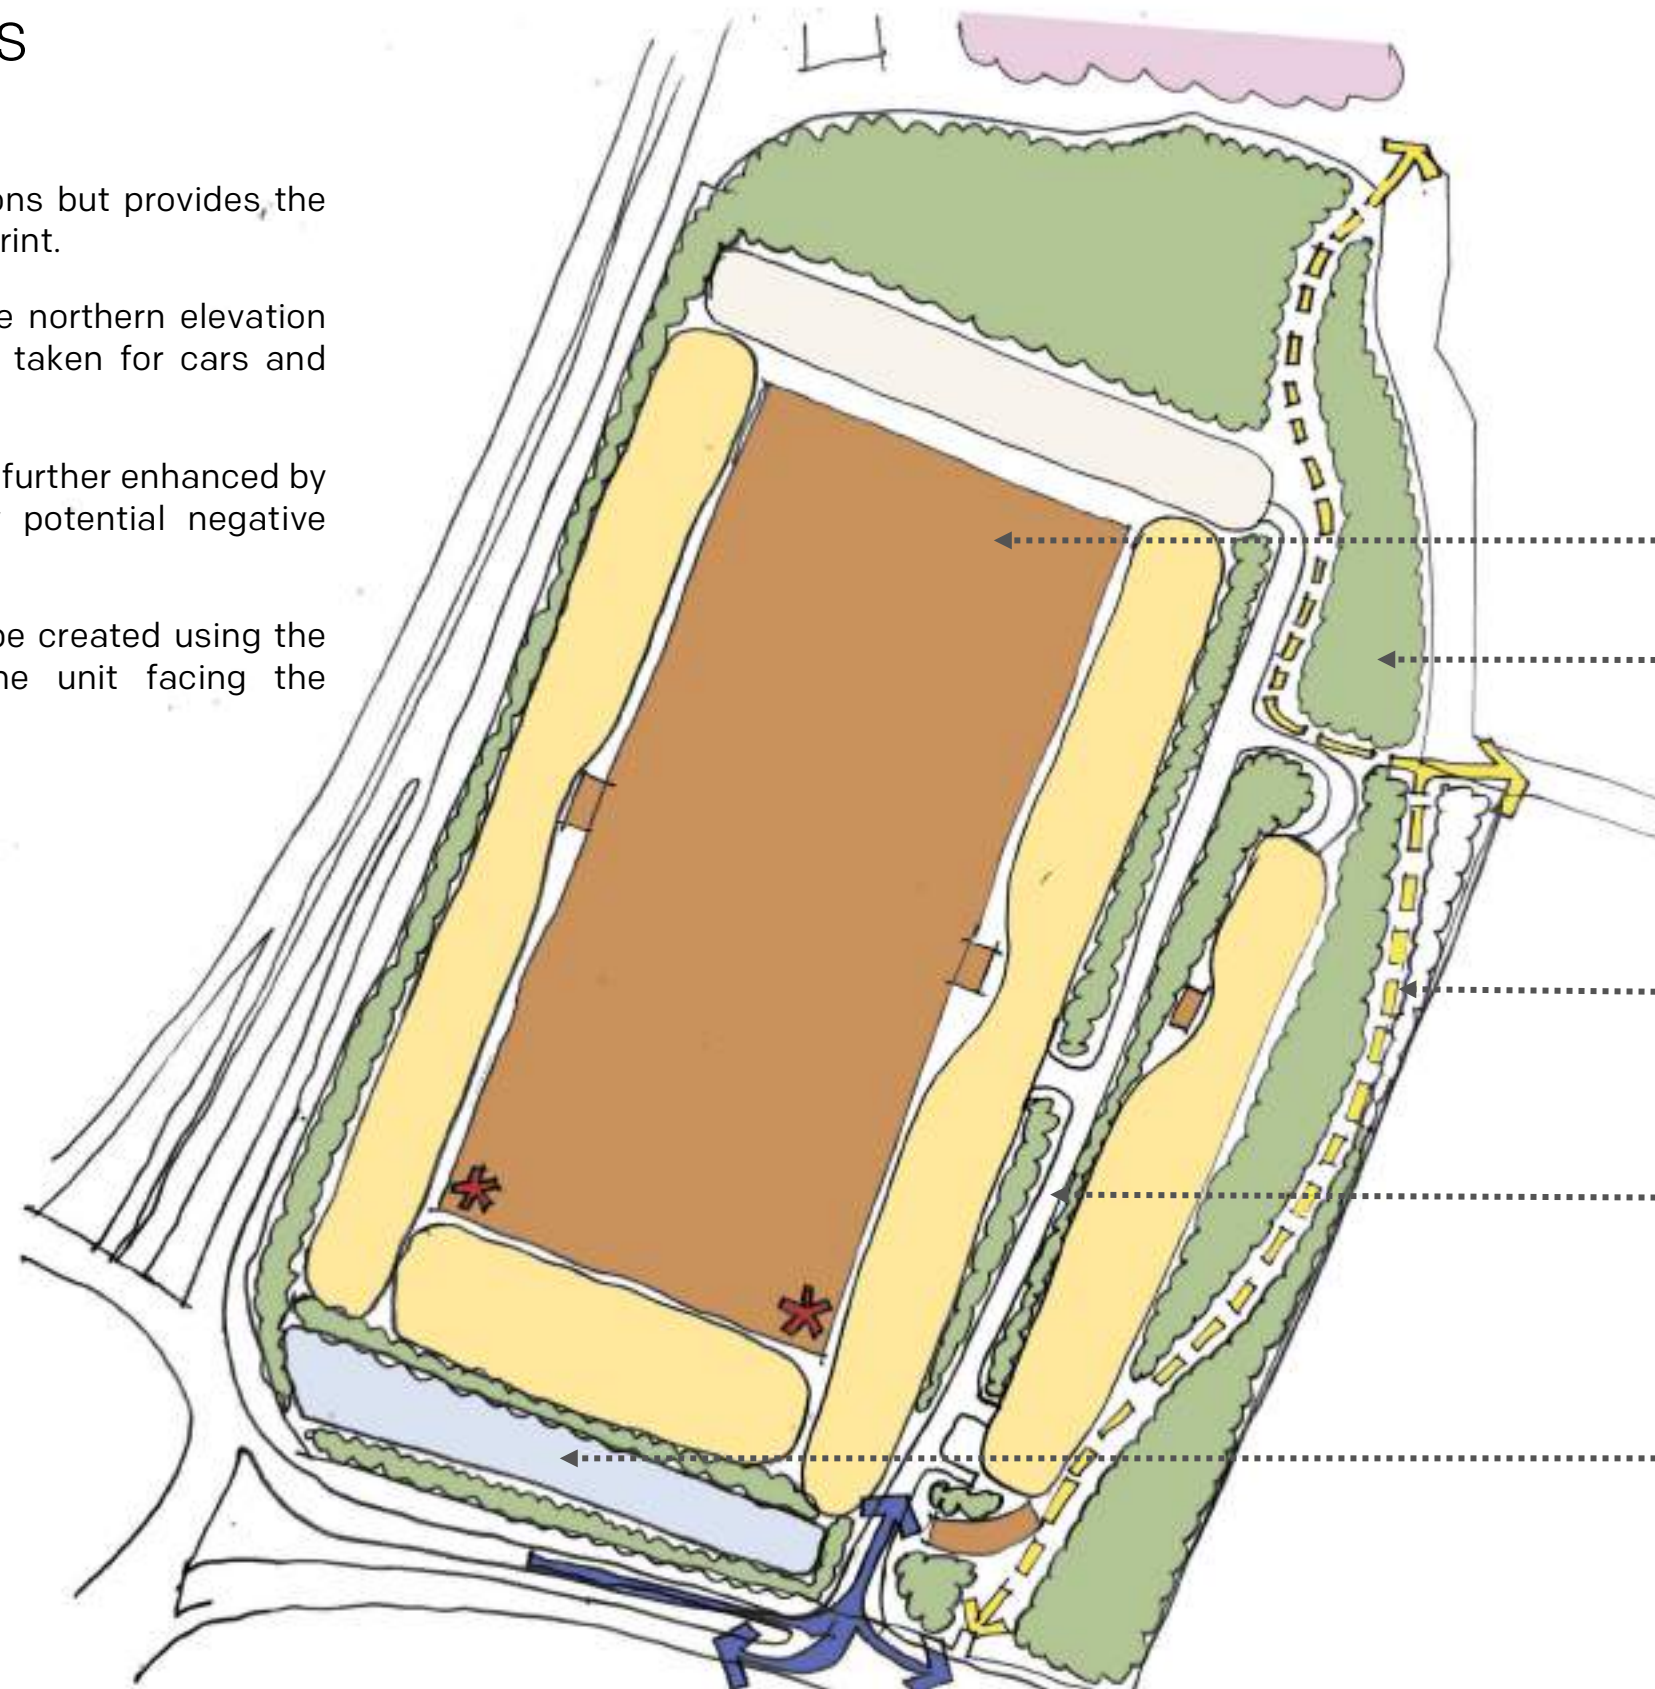 S
ons but provides the
rint.
e northern elevation
taken for cars and
further enhanced by
potential negative
be created using the
ne unit facing the